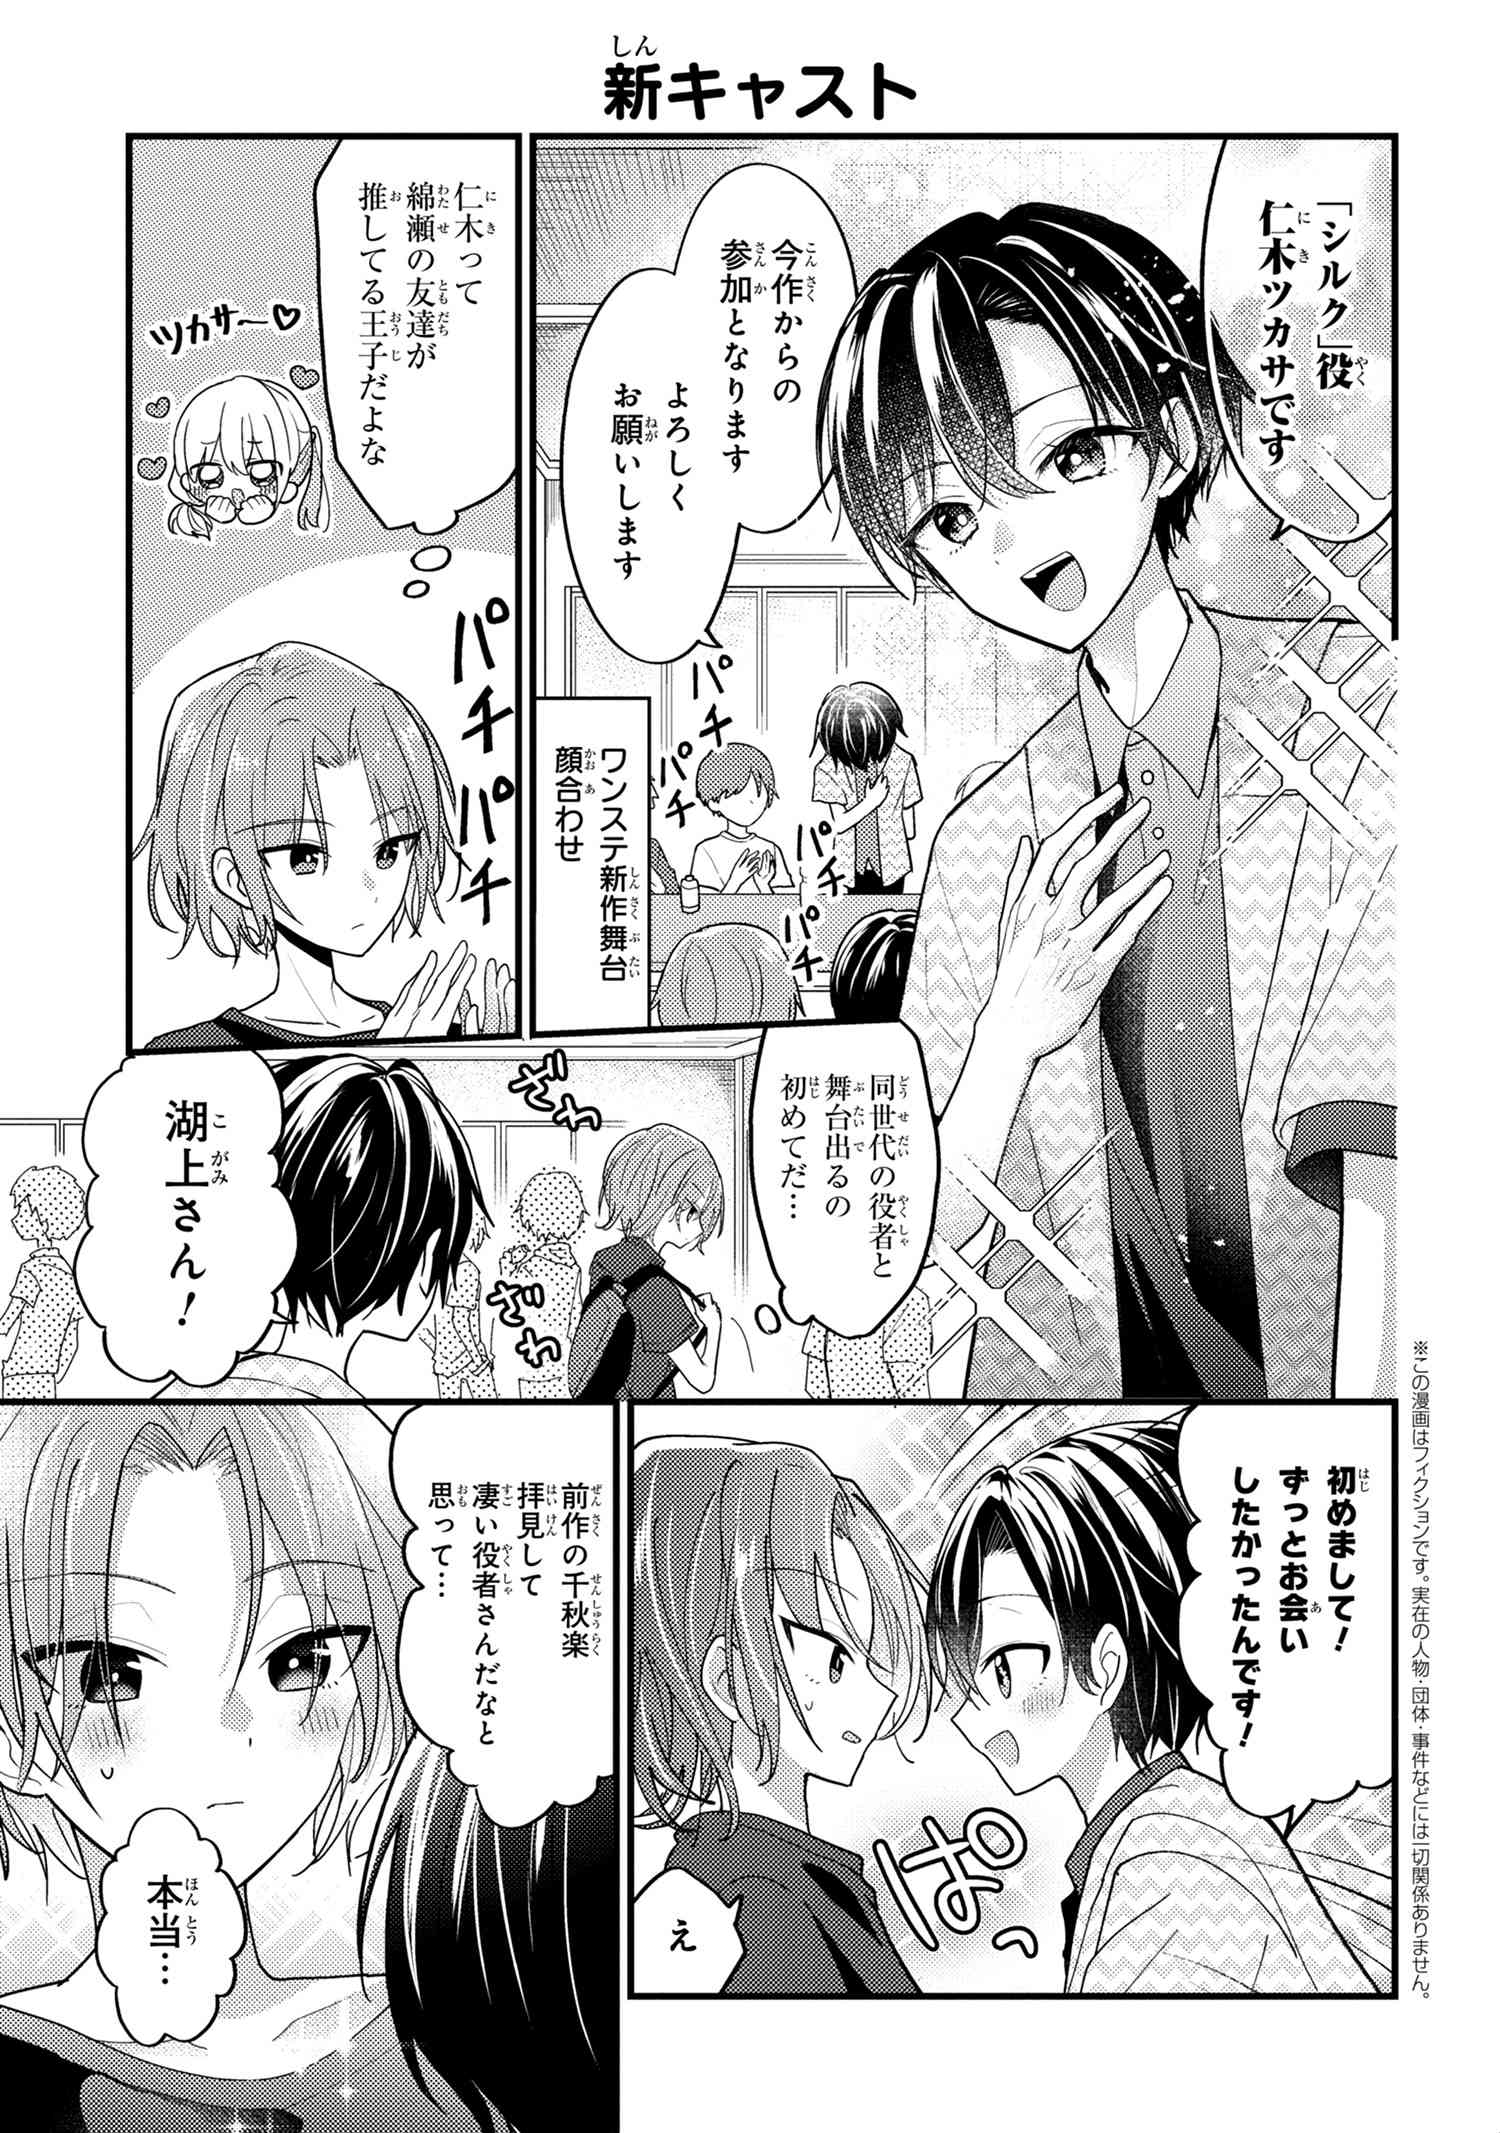 新キャスト
「シルク」役
仁木ツカサです
今作からの
参加となります
よろしく
お願いします
パチ
パチ
パチ
パチ
ワンステ新作舞台
顔合わせ
仁木って
綿瀬の友達が
推してる王子だよな
ツカサ〜♡
パチ
パチ
同世代の役者と
舞台出るの
初めてだ…
ざわ
ざわ
湖上さん！
初めまして！
ずっとお会い
したかったんです！
ぱっ
え
前作の千秋楽
拝見して
凄い役者さんだなと
思って…
本当…
※この漫画はフィクションです。実在の人物・団体・事件などには一切関係ありません。